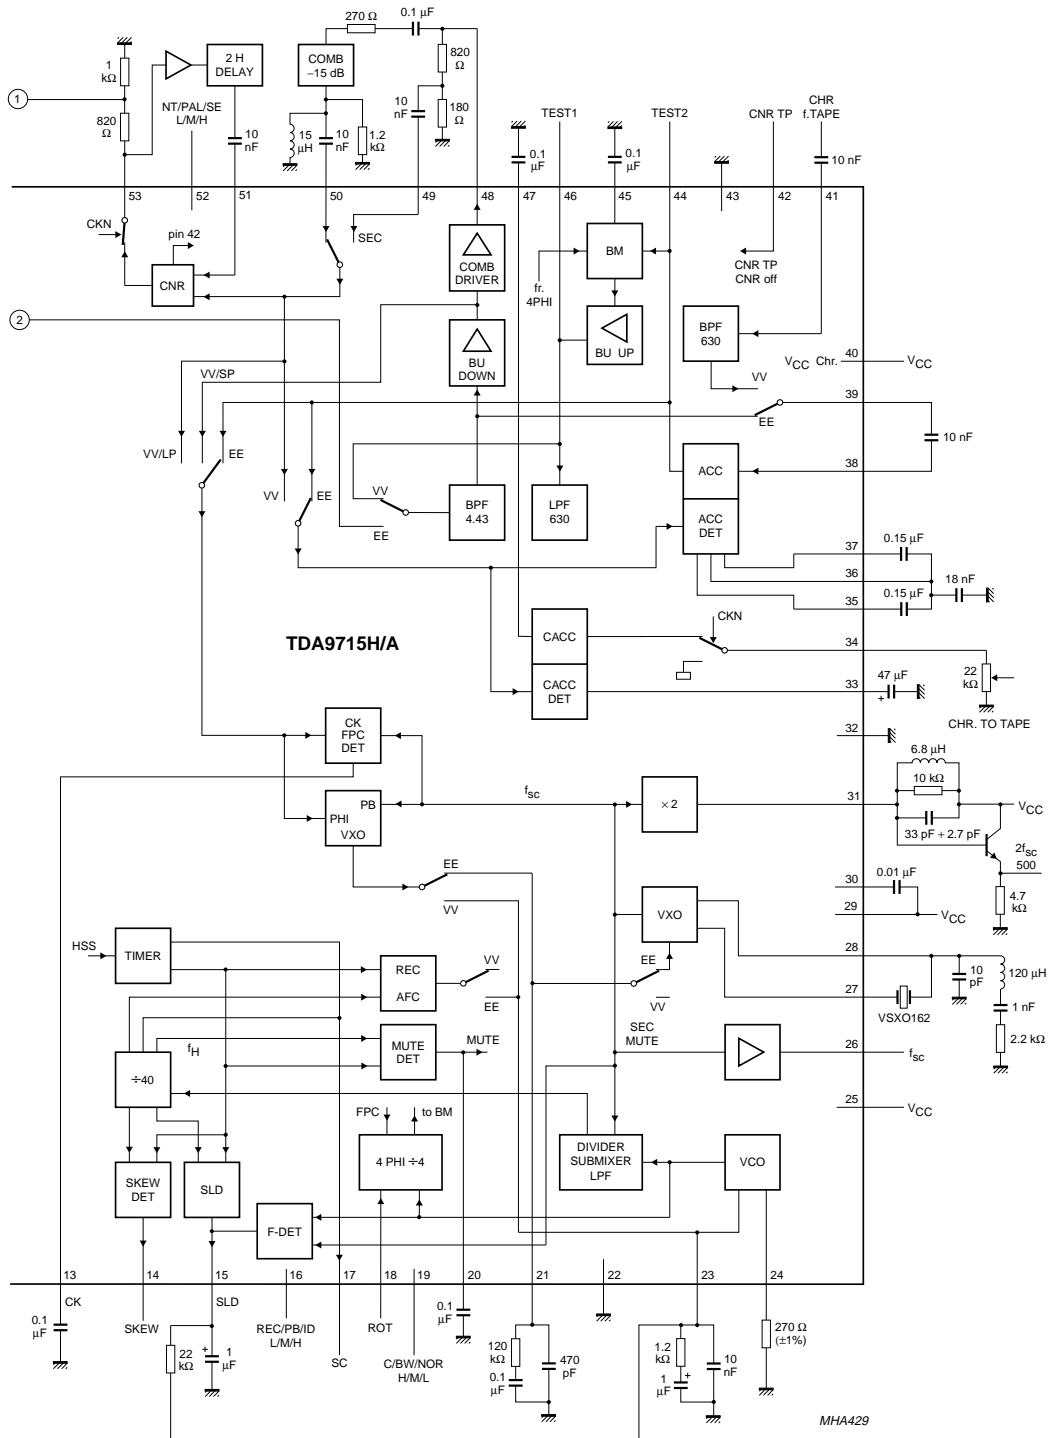 270 Ω
0.1 µF
1
kΩ
2 H
DELAY
COMB
–15 dB
820
Ω
1
NT/PAL/SE
L/M/H
10
nF
180
Ω
TEST1
TEST2
CNR TP
CHR
f.TAPE
820
Ω
10
nF
15
µH
10
nF
1.2
kΩ
0.1
µF
0.1
µF
10 nF
53
52
51
50
49
48
47
46
45
44
43
42
41
CKN
pin 42
SEC
CNR
COMB
DRIVER
BM
fr.
4PHI
CNR TP
CNR off
2
BU
DOWN
BU UP
BPF
630
VCC Chr.
40
VCC
VV/SP
VV
39
EE
10 nF
VV/LP
EE
VV
EE
VV
EE
BPF
4.43
LPF
630
ACC
38
ACC
DET
37
0.15 µF
36
18 nF
35
0.15 µF
TDA9715H/A
CACC
CKN
34
CACC
DET
33
47 µF
+
22
kΩ
CHR. TO TAPE
32
CK
FPC
DET
6.8 µH
10 kΩ
33 pF + 2.7 pF
PB
PHI
VXO
fsc
× 2
31
VCC
2fsc
500
4.7
kΩ
EE
VV
30
0.01 µF
29
VCC
VXO
HSS
TIMER
REC
AFC
VV
EE
EE
VV
28
10
pF
120 µH
27
VSXO162
1 nF
2.2 kΩ
fH
MUTE
DET
MUTE
SEC
MUTE
26
fsc
÷40
25
VCC
FPC
to BM
SKEW
DET
SLD
4 PHI ÷4
DIVIDER
SUBMIXER
LPF
VCO
F-DET
13
14
15
16
17
18
19
20
21
22
23
24
CK
0.1
µF
SKEW
SLD
REC/PB/ID
L/M/H
SC
ROT
C/BW/NOR
H/M/L
0.1
µF
270 Ω
(±1%)
22
kΩ
+
1
µF
120
kΩ
0.1
µF
470
pF
1.2
kΩ
1
µF
+
10
nF
MHA429